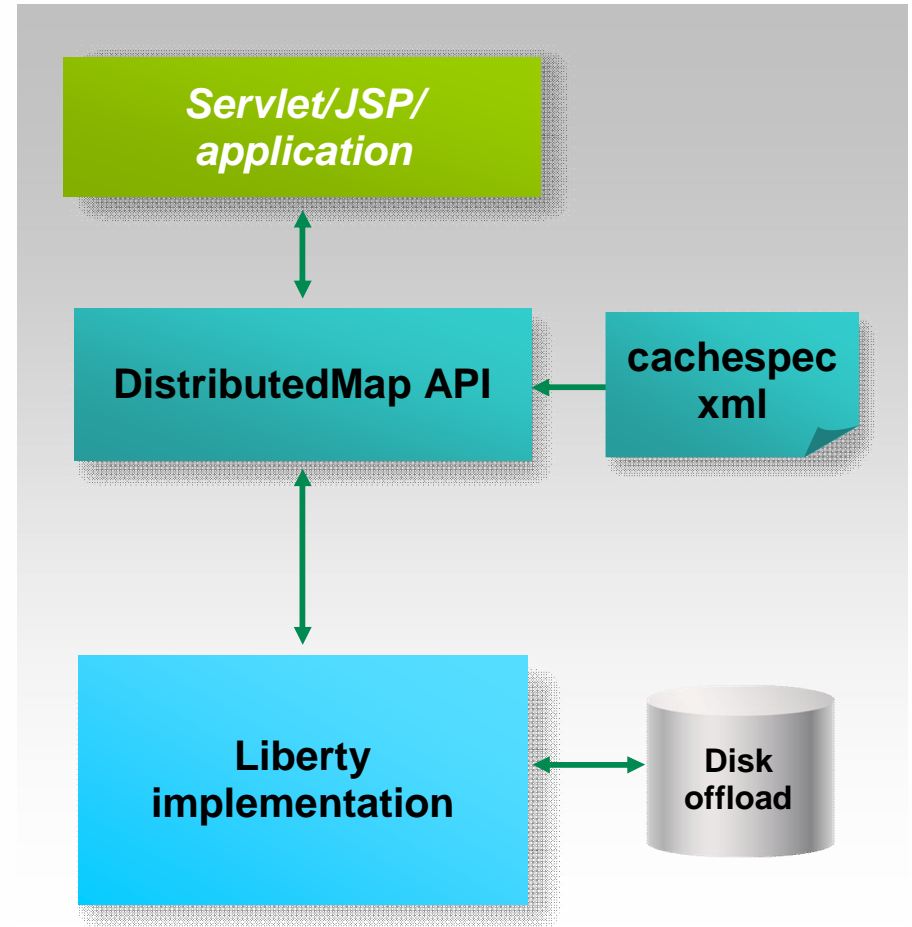 Servlet/JSP/
application
DistributedMap API
cachespec
xml
Liberty
implementation
Disk
offload